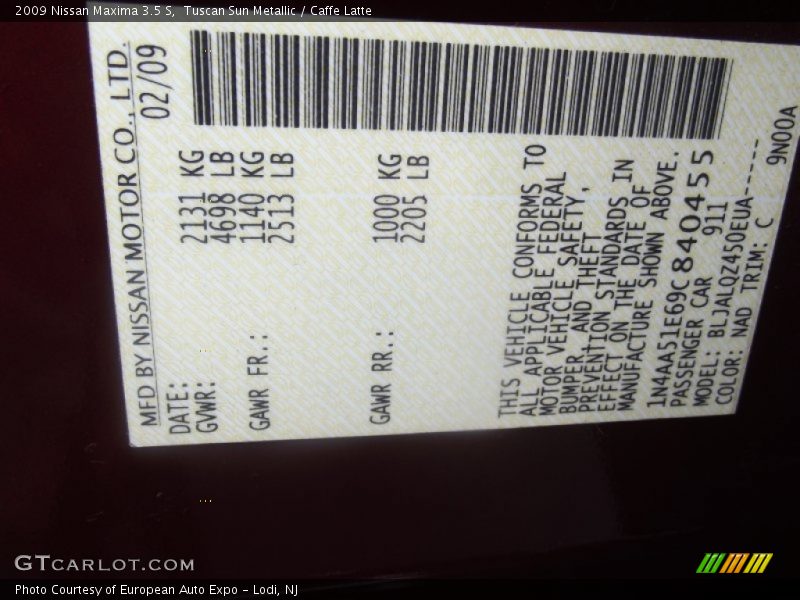 2009 Nissan Maxima 3.5 S,  Tuscan Sun Metallic / Caffe Latte
MFD BY NISSAN MOTOR CO., LTD.
DATE: 02/09
GVWR: 2131 KG
4698 LB
GAWR FR.: 1140 KG
2513 LB
GAWR RR.: 1000 KG
2205 LB
THIS VEHICLE CONFORMS TO
ALL APPLICABLE FEDERAL
MOTOR VEHICLE SAFETY,
BUMPER, AND THEFT
PREVENTION STANDARDS IN
EFFECT ON THE DATE OF
MANUFACTURE SHOWN ABOVE.
1N4AA51E69C840455
PASSENGER CAR 911
MODEL: BLJALQZ450EUA-----
COLOR: NAD TRIM: C 9N00A
GTCARLOT.COM
Photo Courtesy of European Auto Expo - Lodi, NJ